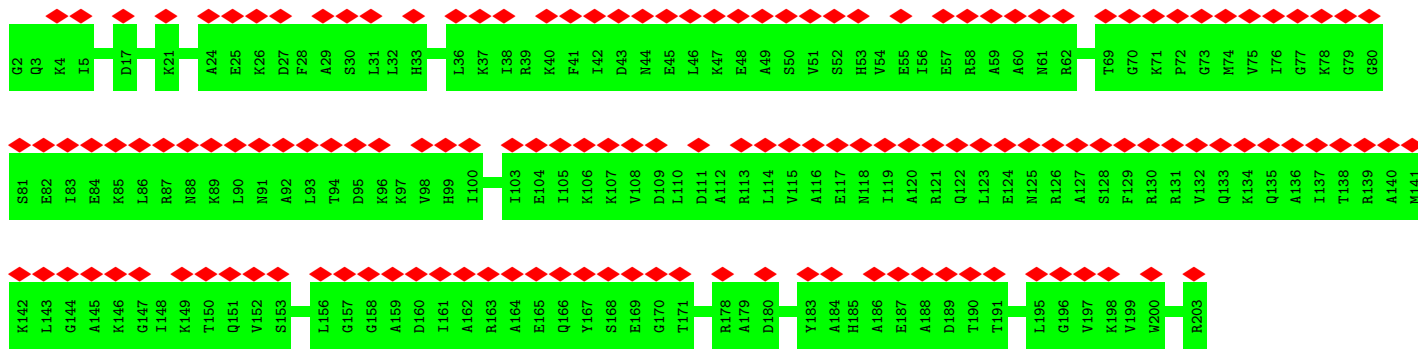 G2 Q3 K4 I5 D17 K21 A24 E25 K26 D27 F28 A29 S30 L31 L32 H33 L36 K37 I38 R39 K40 F41 I42 D43 N44 E45 L46 K47 E48 A49 S50 V51 S52 H53 V54 E55 I56 E57 R58 A59 A60 N61 R62 T69 G70 K71 P72 G73 M74 V75 I76 G77 K78 G79 G80
S81 E82 I83 E84 K85 L86 R87 N88 K89 L90 N91 A92 L93 T94 D95 K96 K97 V98 H99 I100 I103 E104 I105 K106 K107 V108 D109 L110 D111 A112 R113 L114 V115 A116 E117 N118 I119 A120 R121 Q122 L123 E124 N125 R126 A127 S128 F129 R130 R131 V132 Q133 K134 Q135 A136 I137 T138 R139 A140 M141
K142 L143 G144 A145 K146 G147 I148 K149 T150 Q151 V152 S153 L156 G157 G158 A159 D160 I161 A162 R163 A164 E165 Q166 Y167 S168 E169 G170 T171 R178 A179 D180 Y183 A184 H185 A186 E187 A188 D189 T190 T191 L195 G196 V197 K198 V199 W200 R203